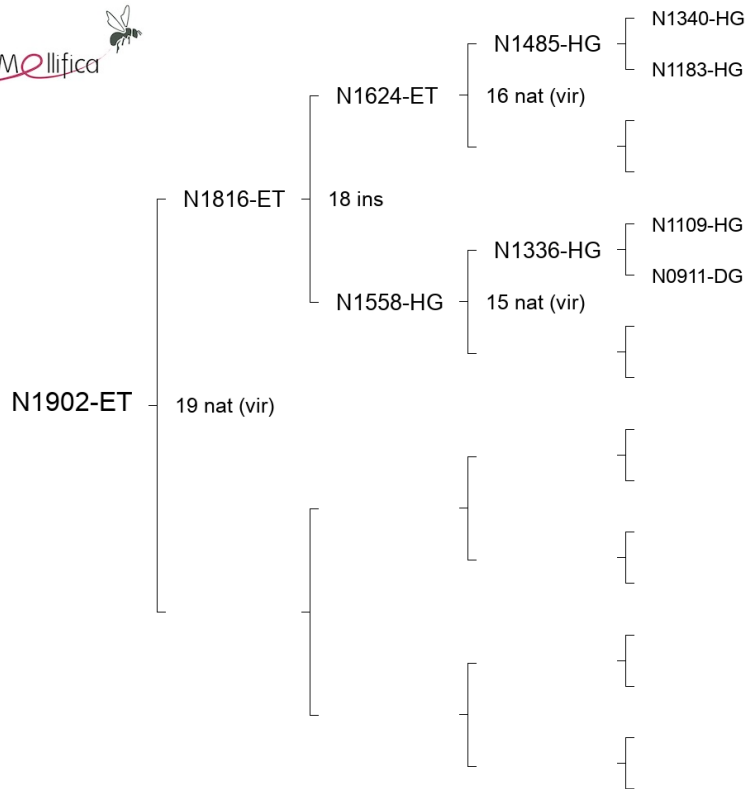 Mellifica
N1340-HG
N1485-HG
N1183-HG
N1624-ET
16 nat (vir)
N1816-ET
18 ins
N1109-HG
N1336-HG
N0911-DG
N1558-HG
15 nat (vir)
N1902-ET
19 nat (vir)